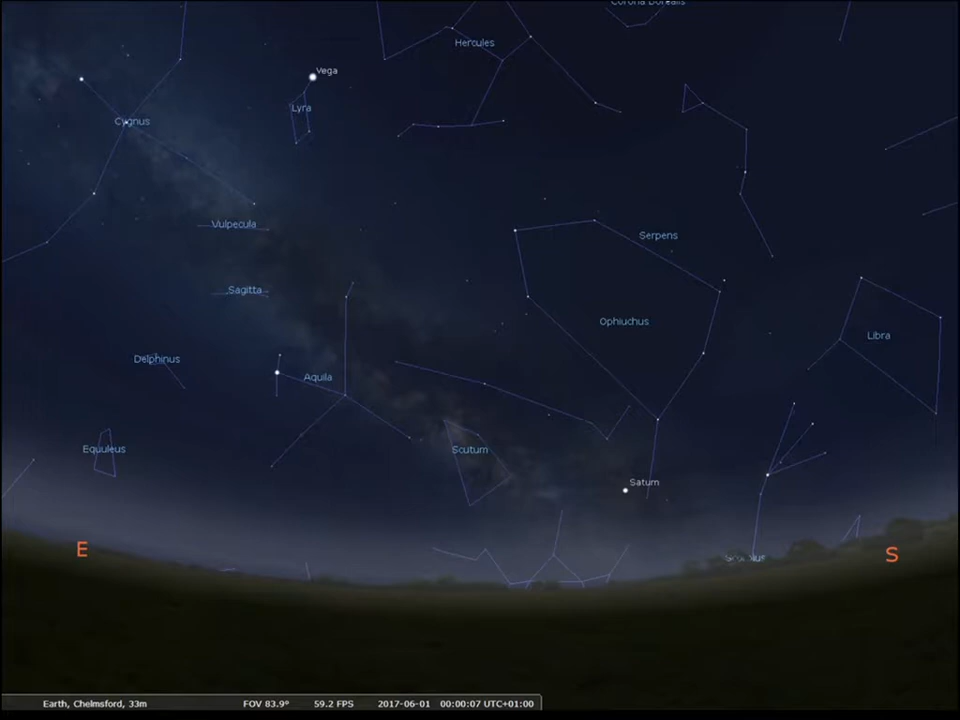 Corona Borealis
Hercules
Vega
Lyra
Cygnus
Vulpecula
Serpens
Sagitta
Ophiuchus
Libra
Delphinus
Aquila
Equuleus
Scutum
Saturn
E
S
Earth, Chelmsford, 33m FOV 83.9° 59.2 FPS 2017-06-01 00:00:07 UTC+01:00